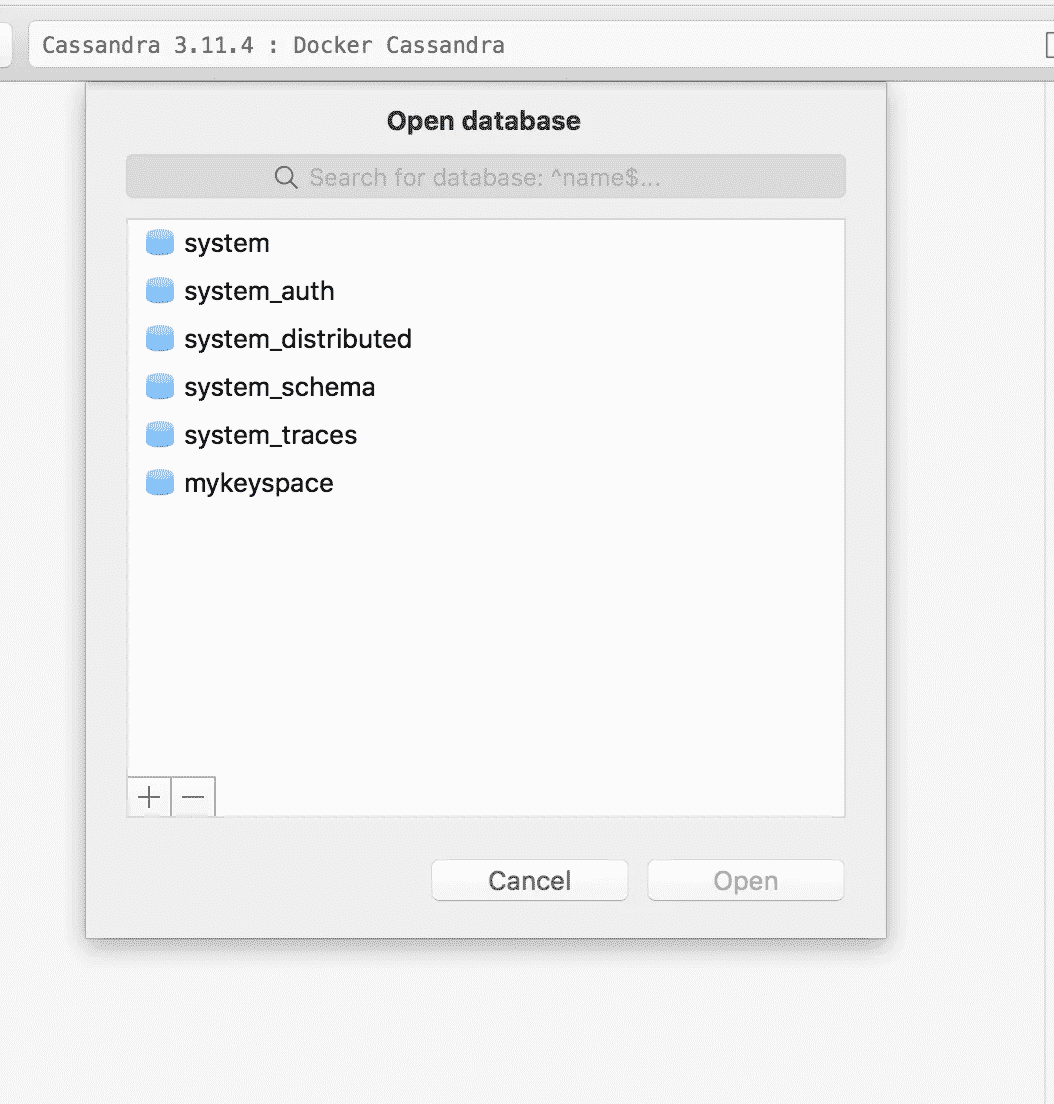 Cassandra 3.11.4 : Docker Cassandra
Open database
Search for database: ^name$...
system
system_auth
system_distributed
system_schema
system_traces
mykeyspace
Cancel
Open